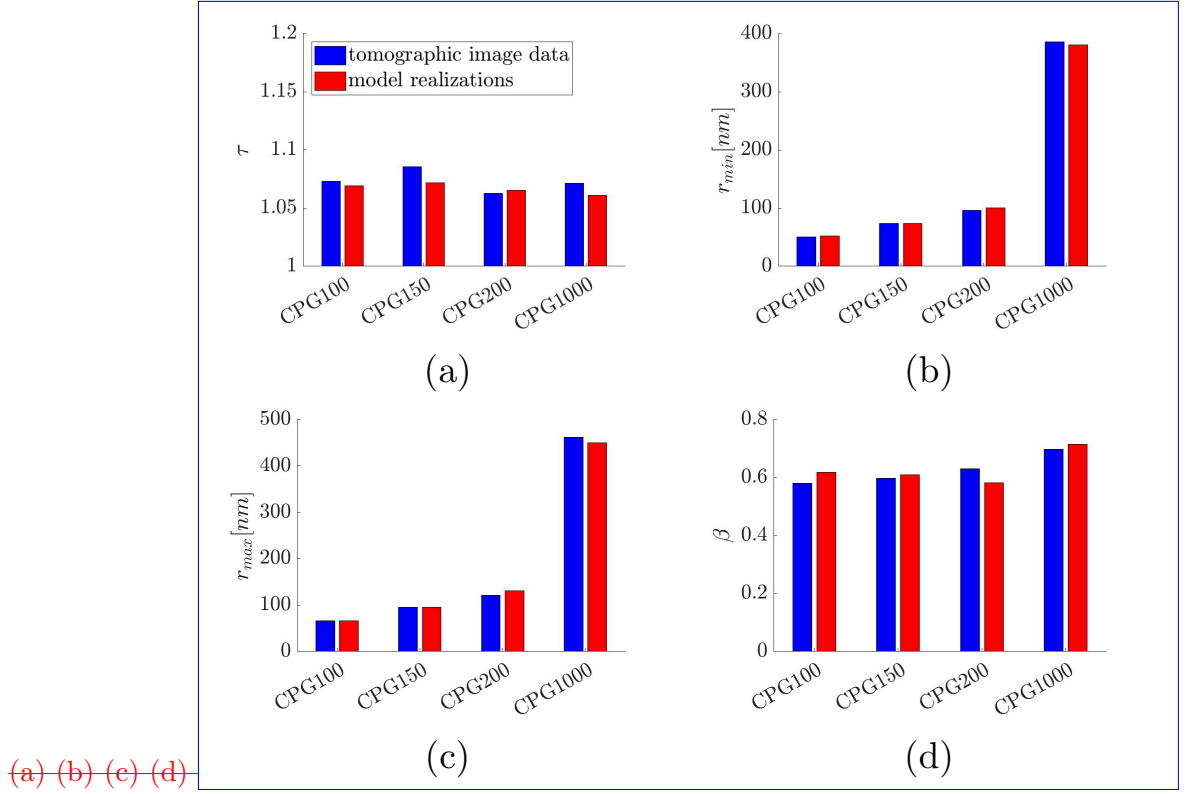 1.2
1.15
1.1
1.05
1
τ
tomographic image data
model realizations
CPG100
CPG150
CPG200
CPG1000
(a)
400
300
200
100
0
r_min[nm]
CPG100
CPG150
CPG200
CPG1000
(b)
500
400
300
200
100
0
r_max[nm]
CPG100
CPG150
CPG200
CPG1000
(c)
0.8
0.6
0.4
0.2
0
β
CPG100
CPG150
CPG200
CPG1000
(d)
(a) (b) (c) (d)